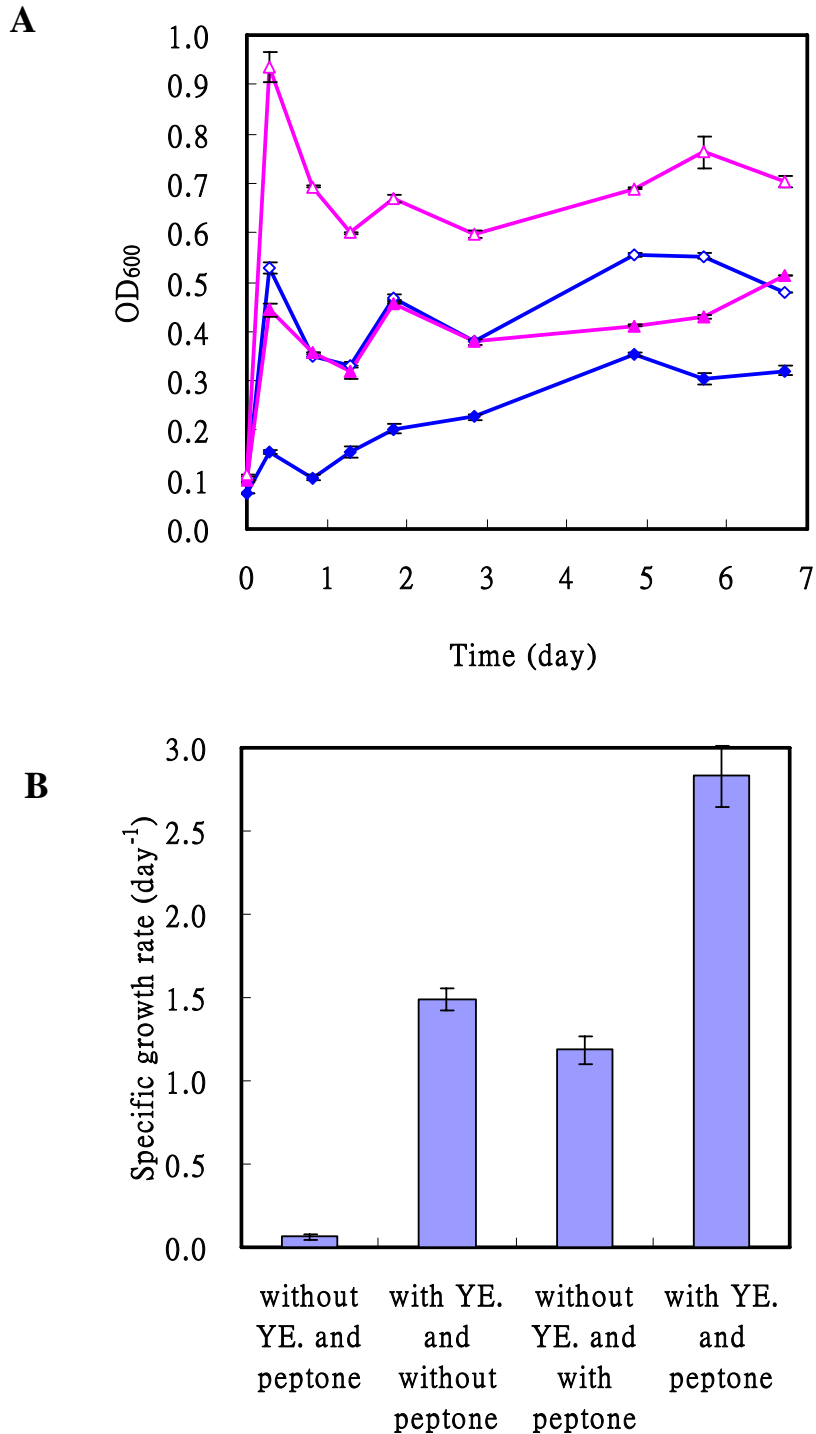 A
1.0
0.9
0.8
0.7
0.6
0.5
0.4
0.3
0.2
0.1
0.0
OD600
0 1 2 3 4 5 6 7
Time (day)
B
3.0
2.5
2.0
1.5
1.0
0.5
0.0
Specific growth rate (day-1)
without
YE. and
peptone
with YE.
and
without
peptone
without
YE. and
with
peptone
with YE.
and
peptone